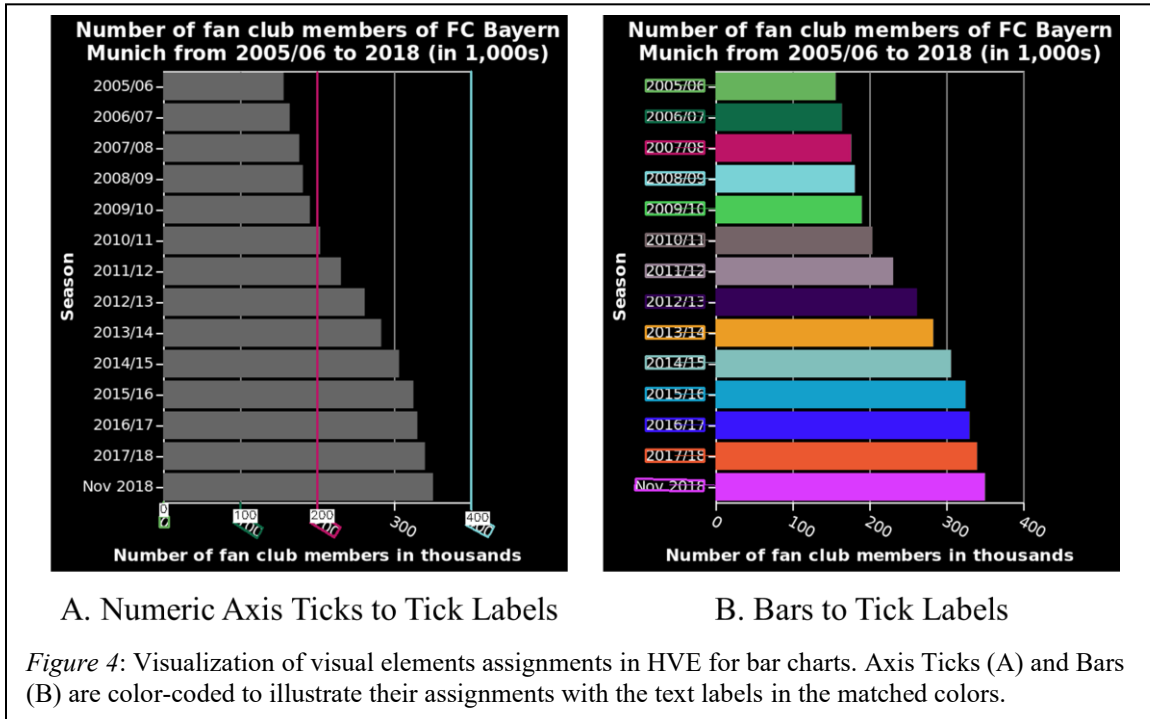 Number of fan club members of FC Bayern
Munich from 2005/06 to 2018 (in 1,000s)
2005/06
2006/07
2007/08
2008/09
2009/10
2010/11
2011/12
2012/13
2013/14
2014/15
2015/16
2016/17
2017/18
Nov 2018
Season
0
0
100
100
200
200
300
400
400
Number of fan club members in thousands
A. Numeric Axis Ticks to Tick Labels
Number of fan club members of FC Bayern
Munich from 2005/06 to 2018 (in 1,000s)
2005/06
2006/07
2007/08
2008/09
2009/10
2010/11
2011/12
2012/13
2013/14
2014/15
2015/16
2016/17
2017/18
Nov 2018
Season
0
100
200
300
400
Number of fan club members in thousands
B. Bars to Tick Labels
Figure 4: Visualization of visual elements assignments in HVE for bar charts. Axis Ticks (A) and Bars
(B) are color-coded to illustrate their assignments with the text labels in the matched colors.